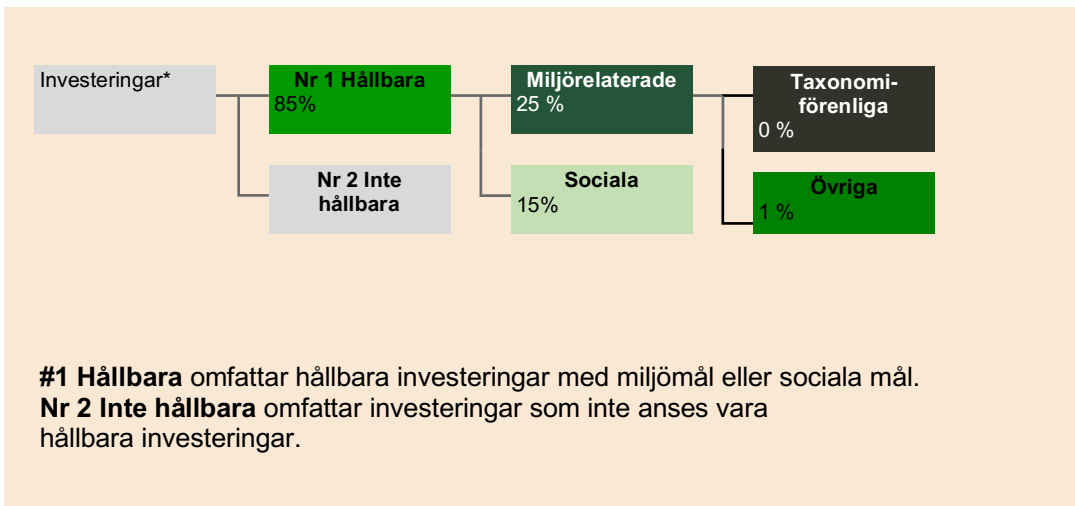 Investeringar*
Nr 1 Hållbara
85%
Miljörelaterade
25 %
Taxonomi-
förenliga
0 %
Nr 2 Inte
hållbara
Sociala
15%
Övriga
1 %
#1 Hållbara omfattar hållbara investeringar med miljömål eller sociala mål.
Nr 2 Inte hållbara omfattar investeringar som inte anses vara
hållbara investeringar.